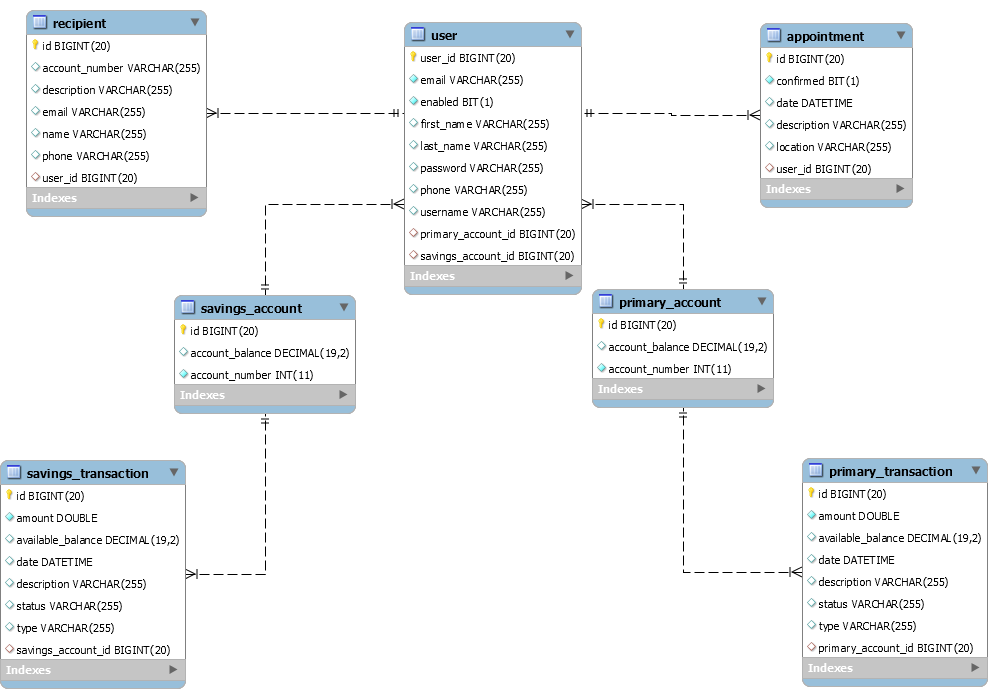 recipient
id BIGINT(20)
account_number VARCHAR(255)
description VARCHAR(255)
email VARCHAR(255)
name VARCHAR(255)
phone VARCHAR(255)
user_id BIGINT(20)
Indexes
user
user_id BIGINT(20)
email VARCHAR(255)
enabled BIT(1)
first_name VARCHAR(255)
last_name VARCHAR(255)
password VARCHAR(255)
phone VARCHAR(255)
username VARCHAR(255)
primary_account_id BIGINT(20)
savings_account_id BIGINT(20)
Indexes
appointment
id BIGINT(20)
confirmed BIT(1)
date DATETIME
description VARCHAR(255)
location VARCHAR(255)
user_id BIGINT(20)
Indexes
savings_account
id BIGINT(20)
account_balance DECIMAL(19,2)
account_number INT(11)
Indexes
primary_account
id BIGINT(20)
account_balance DECIMAL(19,2)
account_number INT(11)
Indexes
savings_transaction
id BIGINT(20)
amount DOUBLE
available_balance DECIMAL(19,2)
date DATETIME
description VARCHAR(255)
status VARCHAR(255)
type VARCHAR(255)
savings_account_id BIGINT(20)
Indexes
primary_transaction
id BIGINT(20)
amount DOUBLE
available_balance DECIMAL(19,2)
date DATETIME
description VARCHAR(255)
status VARCHAR(255)
type VARCHAR(255)
primary_account_id BIGINT(20)
Indexes